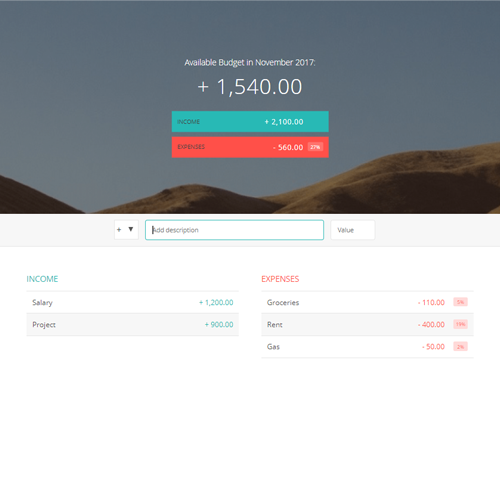 Available Budget in November 2017:
+ 1,540.00
INCOME + 2,100.00
EXPENSES - 560.00 27%
+ Add description Value
INCOME
Salary + 1,200.00
Project + 900.00
EXPENSES
Groceries - 110.00 5%
Rent - 400.00 19%
Gas - 50.00 2%